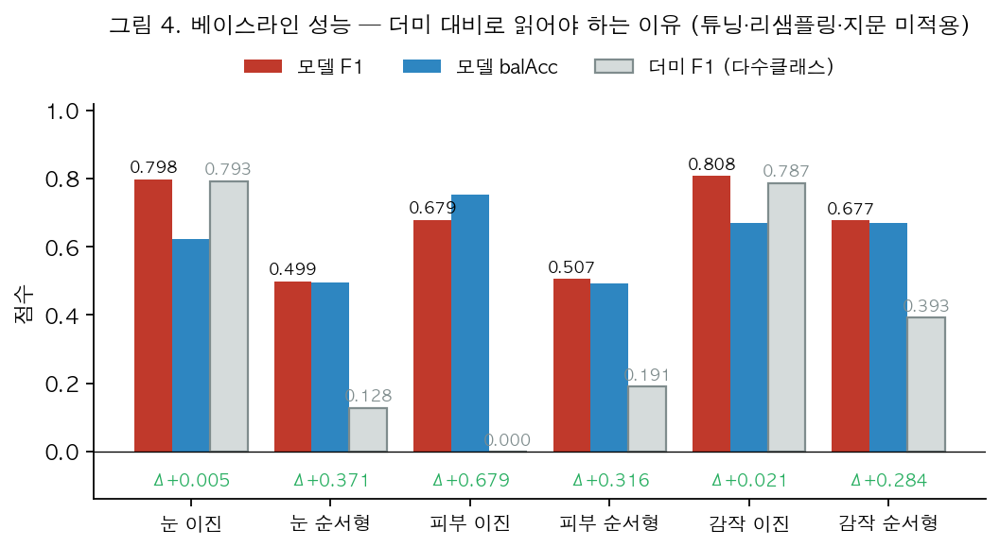 그림 4. 베이스라인 성능 — 더미 대비로 읽어야 하는 이유 (튜닝·리샘플링·지문 미적용)
모델 F1 모델 balAcc 더미 F1 (다수클래스)
점수
1.0
0.8
0.6
0.4
0.2
0.0
0.798 0.793
0.499 0.128
0.679 0.000
0.507 0.191
0.808 0.787
0.677 0.393
Δ+0.005 Δ+0.371 Δ+0.679 Δ+0.316 Δ+0.021 Δ+0.284
눈 이진 눈 순서형 피부 이진 피부 순서형 감작 이진 감작 순서형